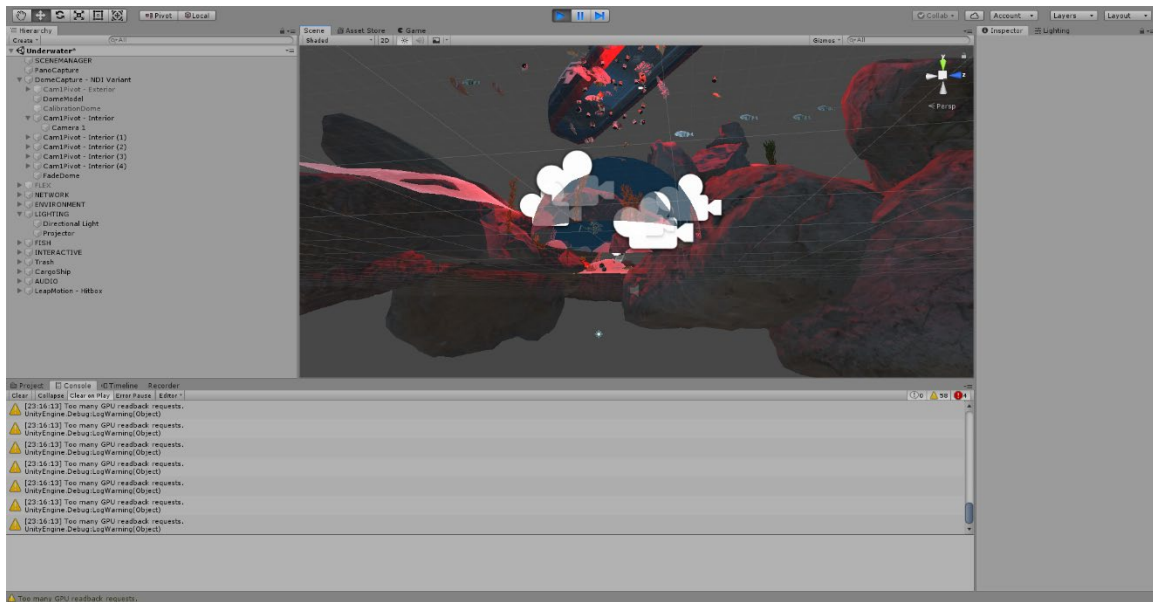 Pivot Local
Collab Account Layers Layout
Hierarchy
Create All
Underwater*
SCENEMANAGER
PanoCapture
DomeCapture - NDI Variant
Cam1Pivot - Exterior
DomeModel
CalibrationDome
Cam1Pivot - Interior
Camera 1
Cam1Pivot - Interior (1)
Cam1Pivot - Interior (2)
Cam1Pivot - Interior (3)
Cam1Pivot - Interior (4)
FadeDome
FLEX
NETWORK
ENVIRONMENT
LIGHTING
Directional Light
Projector
FISH
INTERACTIVE
Trash
CargoShip
AUDIO
LeapMotion - Hitbox
Scene Asset Store Game
Shaded 2D Gizmos All
y
z
Persp
Inspector Lighting
Project Console Timeline Recorder
Clear Collapse Clear on Play Error Pause Editor 0 58 4
[23:16:13] Too many GPU readback requests.
UnityEngine.Debug:LogWarning(Object)
[23:16:13] Too many GPU readback requests.
UnityEngine.Debug:LogWarning(Object)
[23:16:13] Too many GPU readback requests.
UnityEngine.Debug:LogWarning(Object)
[23:16:13] Too many GPU readback requests.
UnityEngine.Debug:LogWarning(Object)
[23:16:13] Too many GPU readback requests.
UnityEngine.Debug:LogWarning(Object)
[23:16:13] Too many GPU readback requests.
UnityEngine.Debug:LogWarning(Object)
[23:16:13] Too many GPU readback requests.
UnityEngine.Debug:LogWarning(Object)
Too many GPU readback requests.